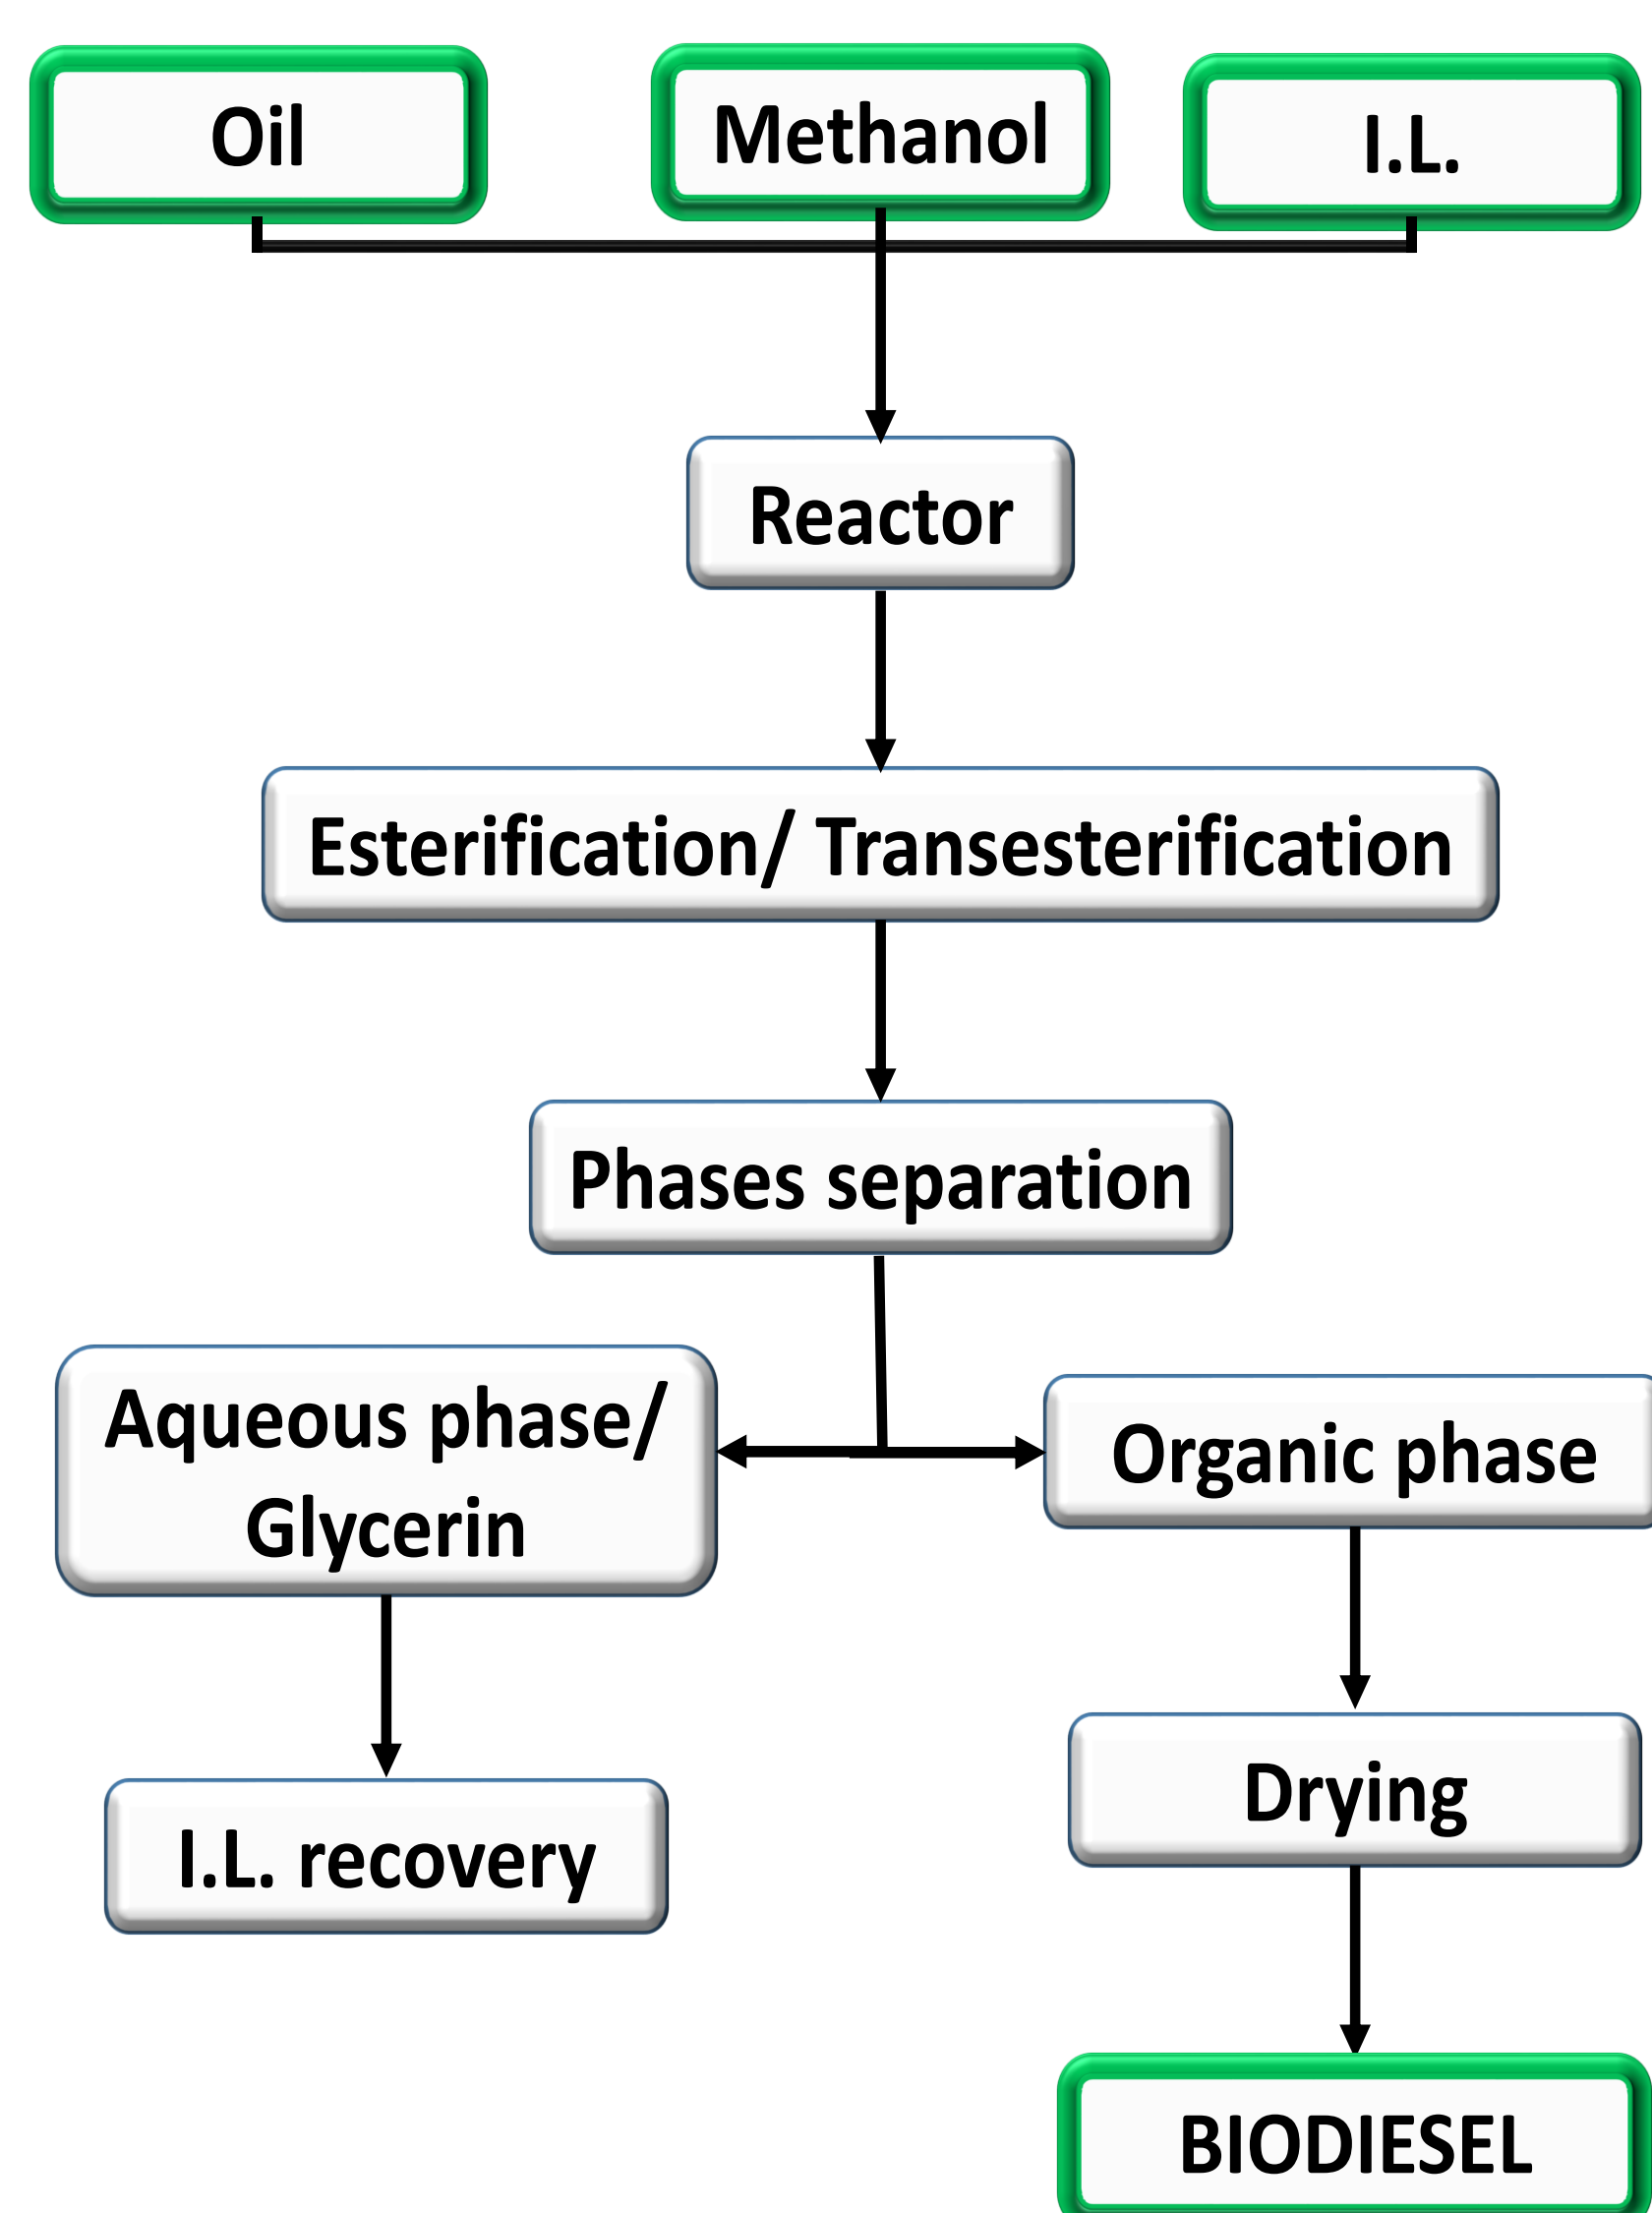 Oil
Methanol
I.L.
Reactor
Esterification/ Transesterification
Phases separation
Aqueous phase/
Glycerin
Organic phase
Drying
I.L. recovery
BIODIESEL